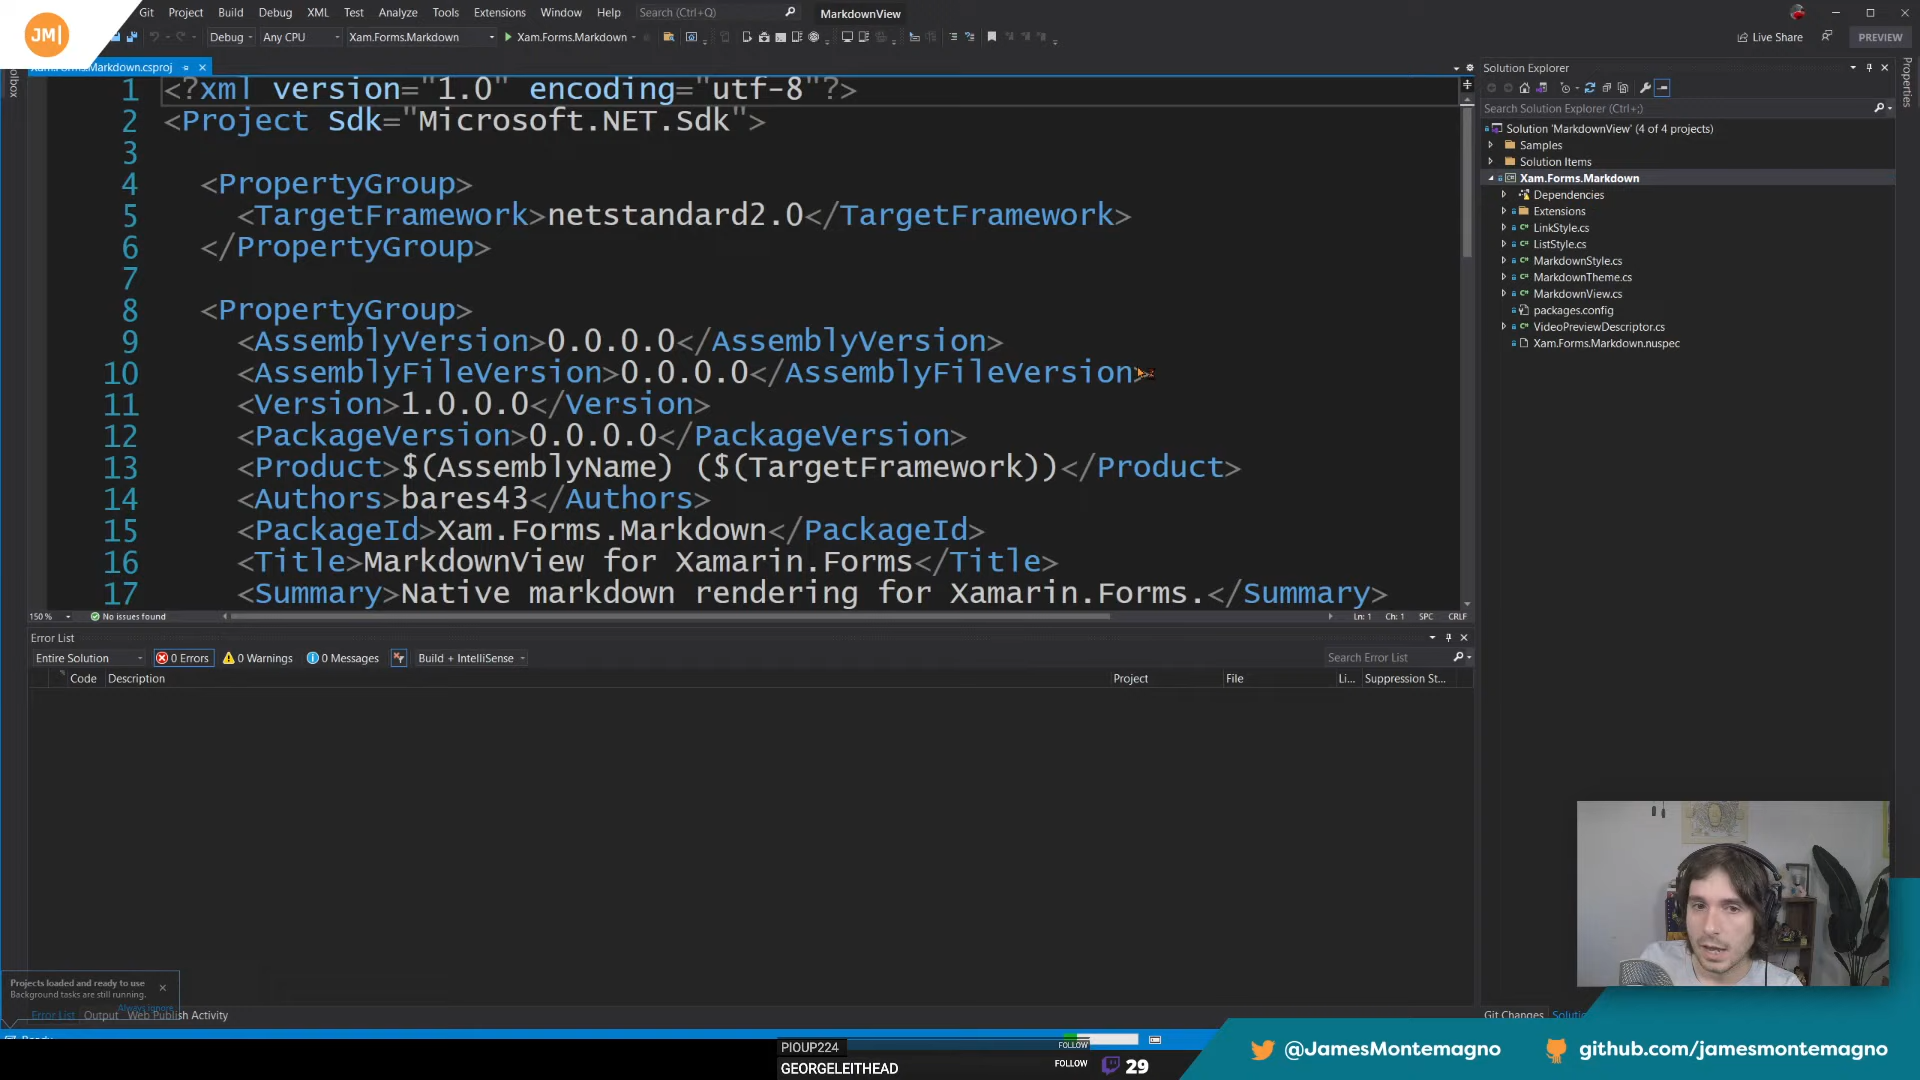 JM|
Git Project Build Debug XML Test Analyze Tools Extensions Window Help Search (Ctrl+Q) MarkdownView
Debug Any CPU Xam.Forms.Markdown Xam.Forms.Markdown Live Share PREVIEW
Xam.Forms.Markdown.csproj
Toolbox
Properties
1 <?xml version="1.0" encoding="utf-8"?>
2 <Project Sdk="Microsoft.NET.Sdk">
3
4 <PropertyGroup>
5 <TargetFramework>netstandard2.0</TargetFramework>
6 </PropertyGroup>
7
8 <PropertyGroup>
9 <AssemblyVersion>0.0.0.0</AssemblyVersion>
10 <AssemblyFileVersion>0.0.0.0</AssemblyFileVersion>
11 <Version>1.0.0.0</Version>
12 <PackageVersion>0.0.0.0</PackageVersion>
13 <Product>$(AssemblyName) ($(TargetFramework))</Product>
14 <Authors>bares43</Authors>
15 <PackageId>Xam.Forms.Markdown</PackageId>
16 <Title>MarkdownView for Xamarin.Forms</Title>
17 <Summary>Native markdown rendering for Xamarin.Forms.</Summary>
150 % No issues found Ln: 1 Ch: 1 SPC CRLF
Solution Explorer
Search Solution Explorer (Ctrl+;)
Solution 'MarkdownView' (4 of 4 projects)
Samples
Solution Items
Xam.Forms.Markdown
Dependencies
Extensions
LinkStyle.cs
ListStyle.cs
MarkdownStyle.cs
MarkdownTheme.cs
MarkdownView.cs
packages.config
VideoPreviewDescriptor.cs
Xam.Forms.Markdown.nuspec
Error List
Entire Solution 0 Errors 0 Warnings 0 Messages Build + IntelliSense Search Error List
Code Description Project File Li... Suppression St...
Projects loaded and ready to use
Background tasks are still running.
Always ignore
Error List Output Web Publish Activity
Git Changes
PIOUP224 FOLLOW
GEORGELEITHEAD FOLLOW 29
@JamesMontemagno github.com/jamesmontemagno